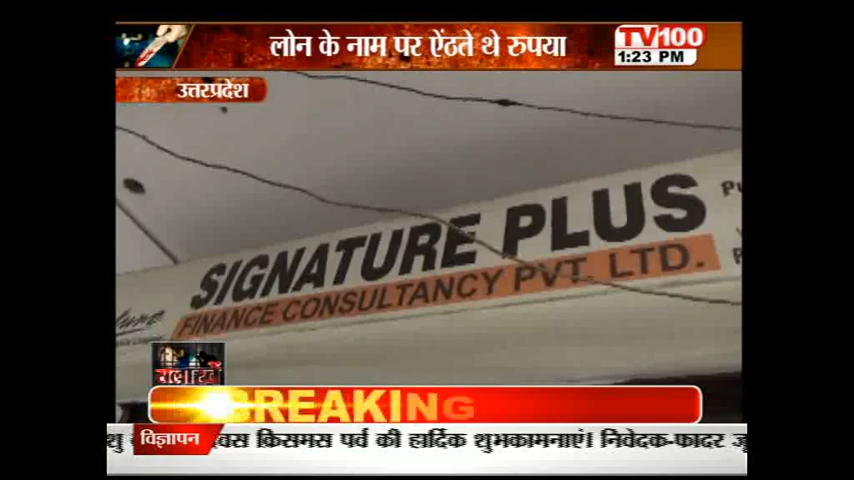 लोन के नाम पर ऐंठते थे रुपया
TV100
1:23 PM
उत्तरप्रदेश
SIGNATURE PLUS
FINANCE CONSULTANCY PVT. LTD.
सलाखें
BREAKING
विज्ञापन
क्रिसमस पर्व की हार्दिक शुभकामनाएं। निवेदक-फादर